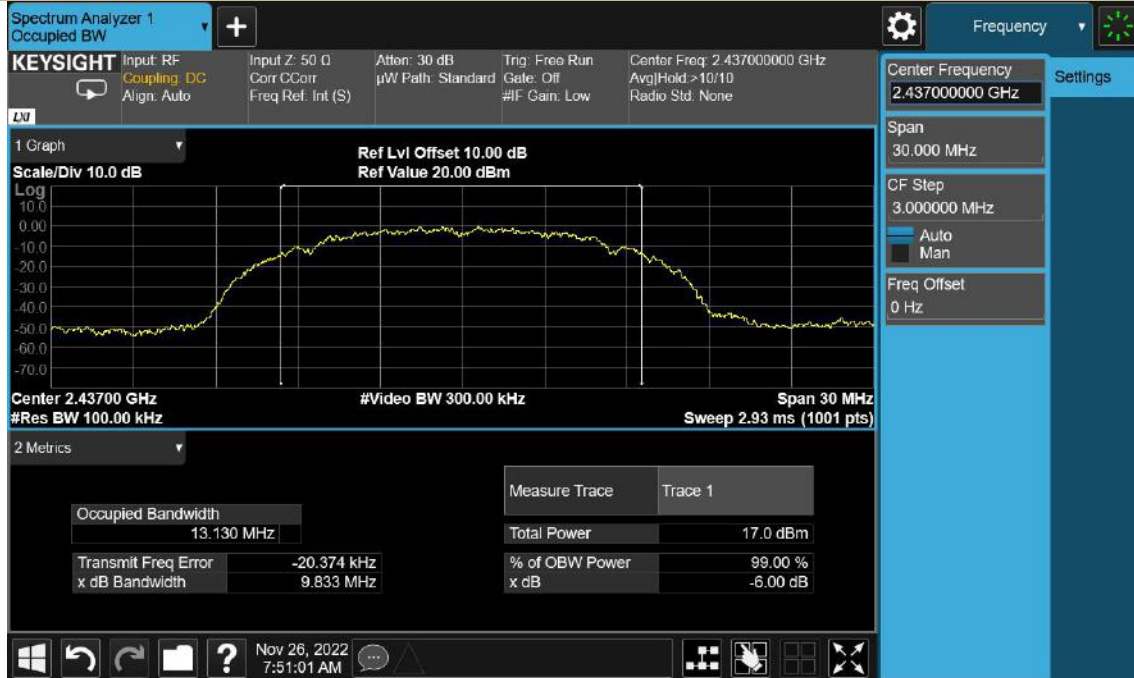 Spectrum Analyzer 1
Occupied BW
+
Frequency
KEYSIGHT
Input: RF
Coupling: DC
Align: Auto
Input Z: 50 Ω
Corr CCorr
Freq Ref: Int (S)
Atten: 30 dB
µW Path: Standard
Trig: Free Run
Gate: Off
#IF Gain: Low
Center Freq: 2.437000000 GHz
Avg|Hold:>10/10
Radio Std: None
LXI
Center Frequency
2.437000000 GHz
Settings
Span
30.000 MHz
CF Step
3.000000 MHz
Auto
Man
Freq Offset
0 Hz
1 Graph
Scale/Div 10.0 dB
Ref Lvl Offset 10.00 dB
Ref Value 20.00 dBm
Log
10.0
0.00
-10.0
-20.0
-30.0
-40.0
-50.0
-60.0
-70.0
Center 2.43700 GHz
#Res BW 100.00 kHz
#Video BW 300.00 kHz
Span 30 MHz
Sweep 2.93 ms (1001 pts)
2 Metrics
Measure Trace Trace 1
Occupied Bandwidth
13.130 MHz
Total Power 17.0 dBm
Transmit Freq Error -20.374 kHz
% of OBW Power 99.00 %
x dB Bandwidth 9.833 MHz
x dB -6.00 dB
?
Nov 26, 2022
7:51:01 AM